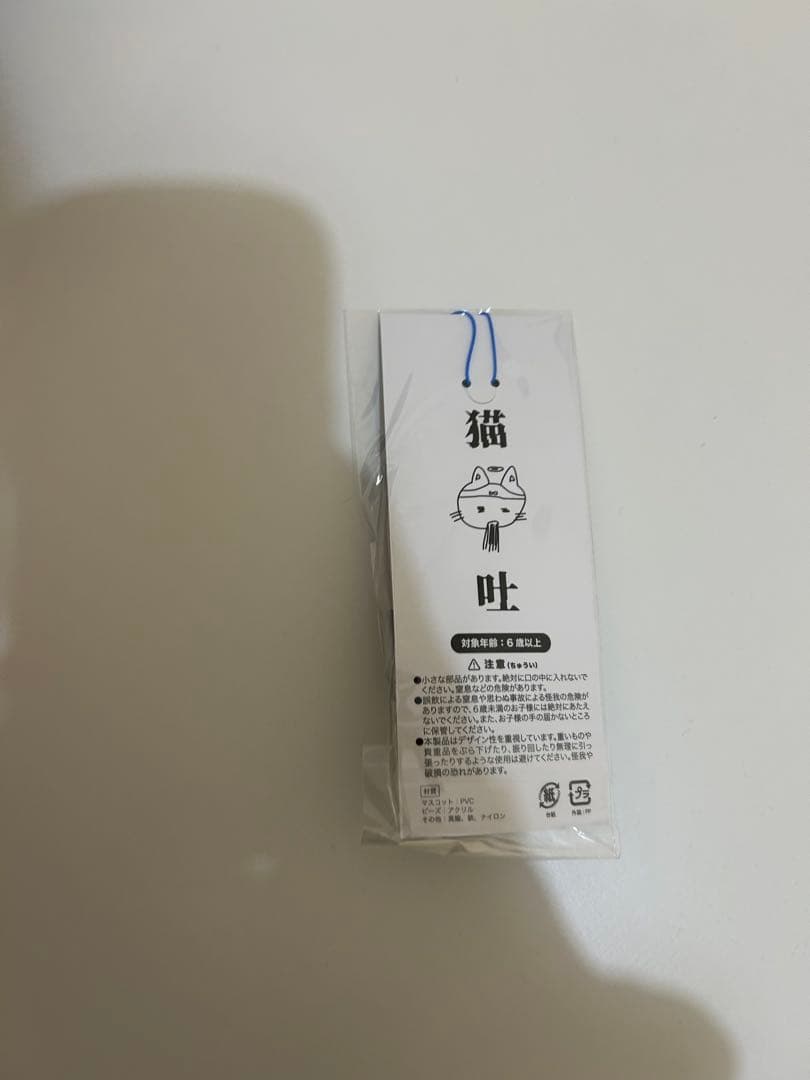 猫
吐
対象年齢：6歳以上
⚠ 注意(ちゅうい)
●小さな部品があります。絶対に口の中に入れないで
ください。窒息などの危険があります。
●誤飲による窒息や思わぬ事故による怪我の危険が
ありますので、6歳未満のお子様には絶対にあたえ
ないでください。また、お子様の手の届かないところ
に保管してください。
●本製品はデザイン性を重視しています。重いものや
貴重品をぶら下げたり、振り回したり無理に引っ
張ったりするような使用は避けてください。怪我や
破損の恐れがあります。
材質
マスコット：PVC
ビーズ：アクリル
その他：真鍮、鉄、ナイロン
紙
台紙
プラ
外装：PP